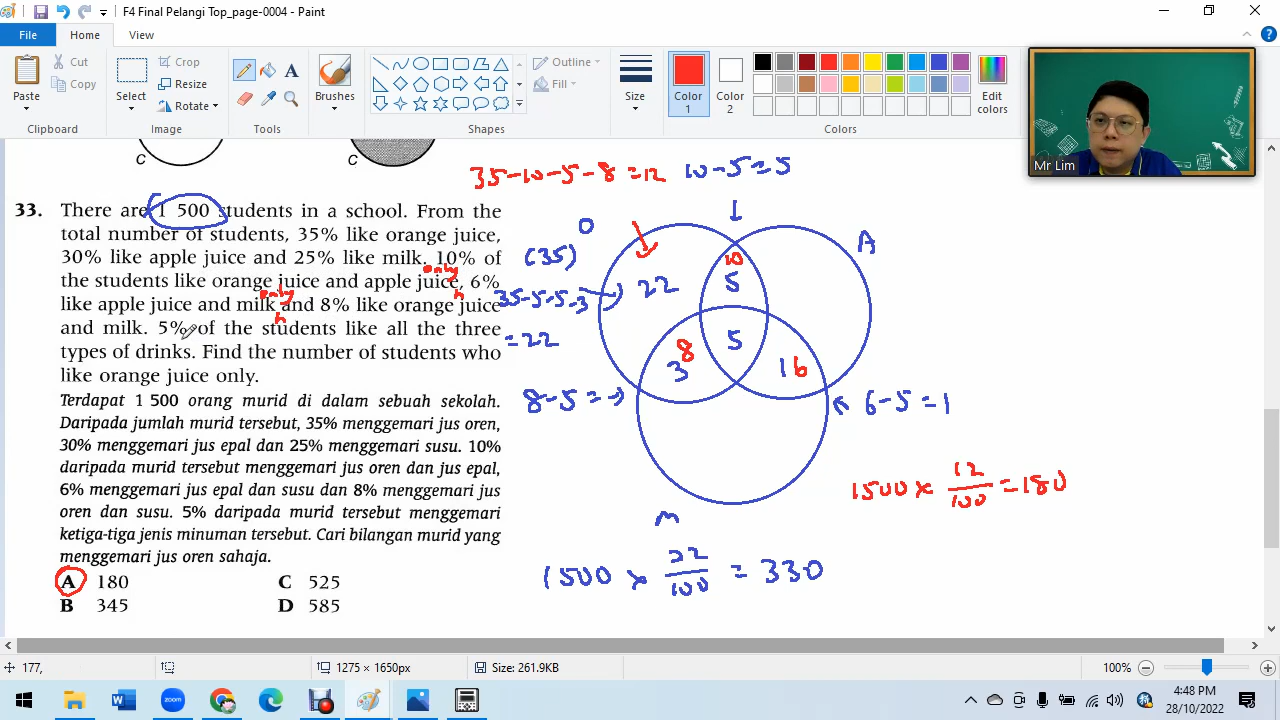 F4 Final Pelangi Top_page-0004 - Paint
File Home View
Paste Cut Copy Clipboard
Select Crop Resize Rotate Image
Tools
Brushes
Outline Fill Shapes
Size
Color 1 Color 2 Edit colors Colors
Mr Lim
C C
35-10-5-8=12 10-5=5
33. There are 1 500 students in a school. From the
total number of students, 35% like orange juice,
30% like apple juice and 25% like milk. 10% of
only
the students like orange juice and apple juice, 6%
only
like apple juice and milk and 8% like orange juice
and milk. 5% of the students like all the three
types of drinks. Find the number of students who
like orange juice only.
Terdapat 1 500 orang murid di dalam sebuah sekolah.
Daripada jumlah murid tersebut, 35% menggemari jus oren,
30% menggemari jus epal dan 25% menggemari susu. 10%
daripada murid tersebut menggemari jus oren dan jus epal,
6% menggemari jus epal dan susu dan 8% menggemari jus
oren dan susu. 5% daripada murid tersebut menggemari
ketiga-tiga jenis minuman tersebut. Cari bilangan murid yang
menggemari jus oren sahaja.
A 180 C 525
B 345 D 585
O
A
(35)
10
22 5
35-5-5-3
=22
5
8
3 1 6
8-5= 6-5=1
M
1500 × 12/100 = 180
1500 × 22/100 = 330
177, 1275 × 1650px Size: 261.9KB 100%
4:48 PM
28/10/2022